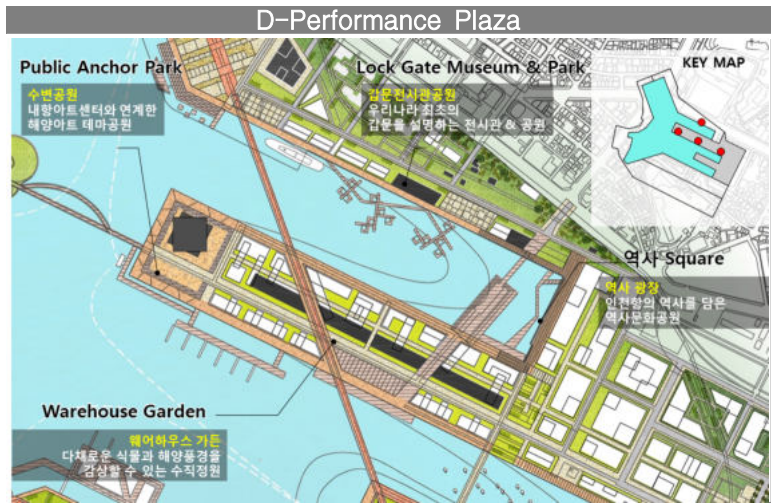 D-Performance Plaza
Public Anchor Park
수변공원
내항아트센터와 연계한
해양아트 테마공원
Lock Gate Museum & Park
갑문전시관공원
우리나라 최초의
갑문를 설명하는 전시관 & 공원
KEY MAP
역사 Square
역사 광장
인천항의 역사를 담은
역사문화공원
Warehouse Garden
웨어하우스 가든
다채로운 식물과 해양풍경을
감상할 수 있는 수직정원